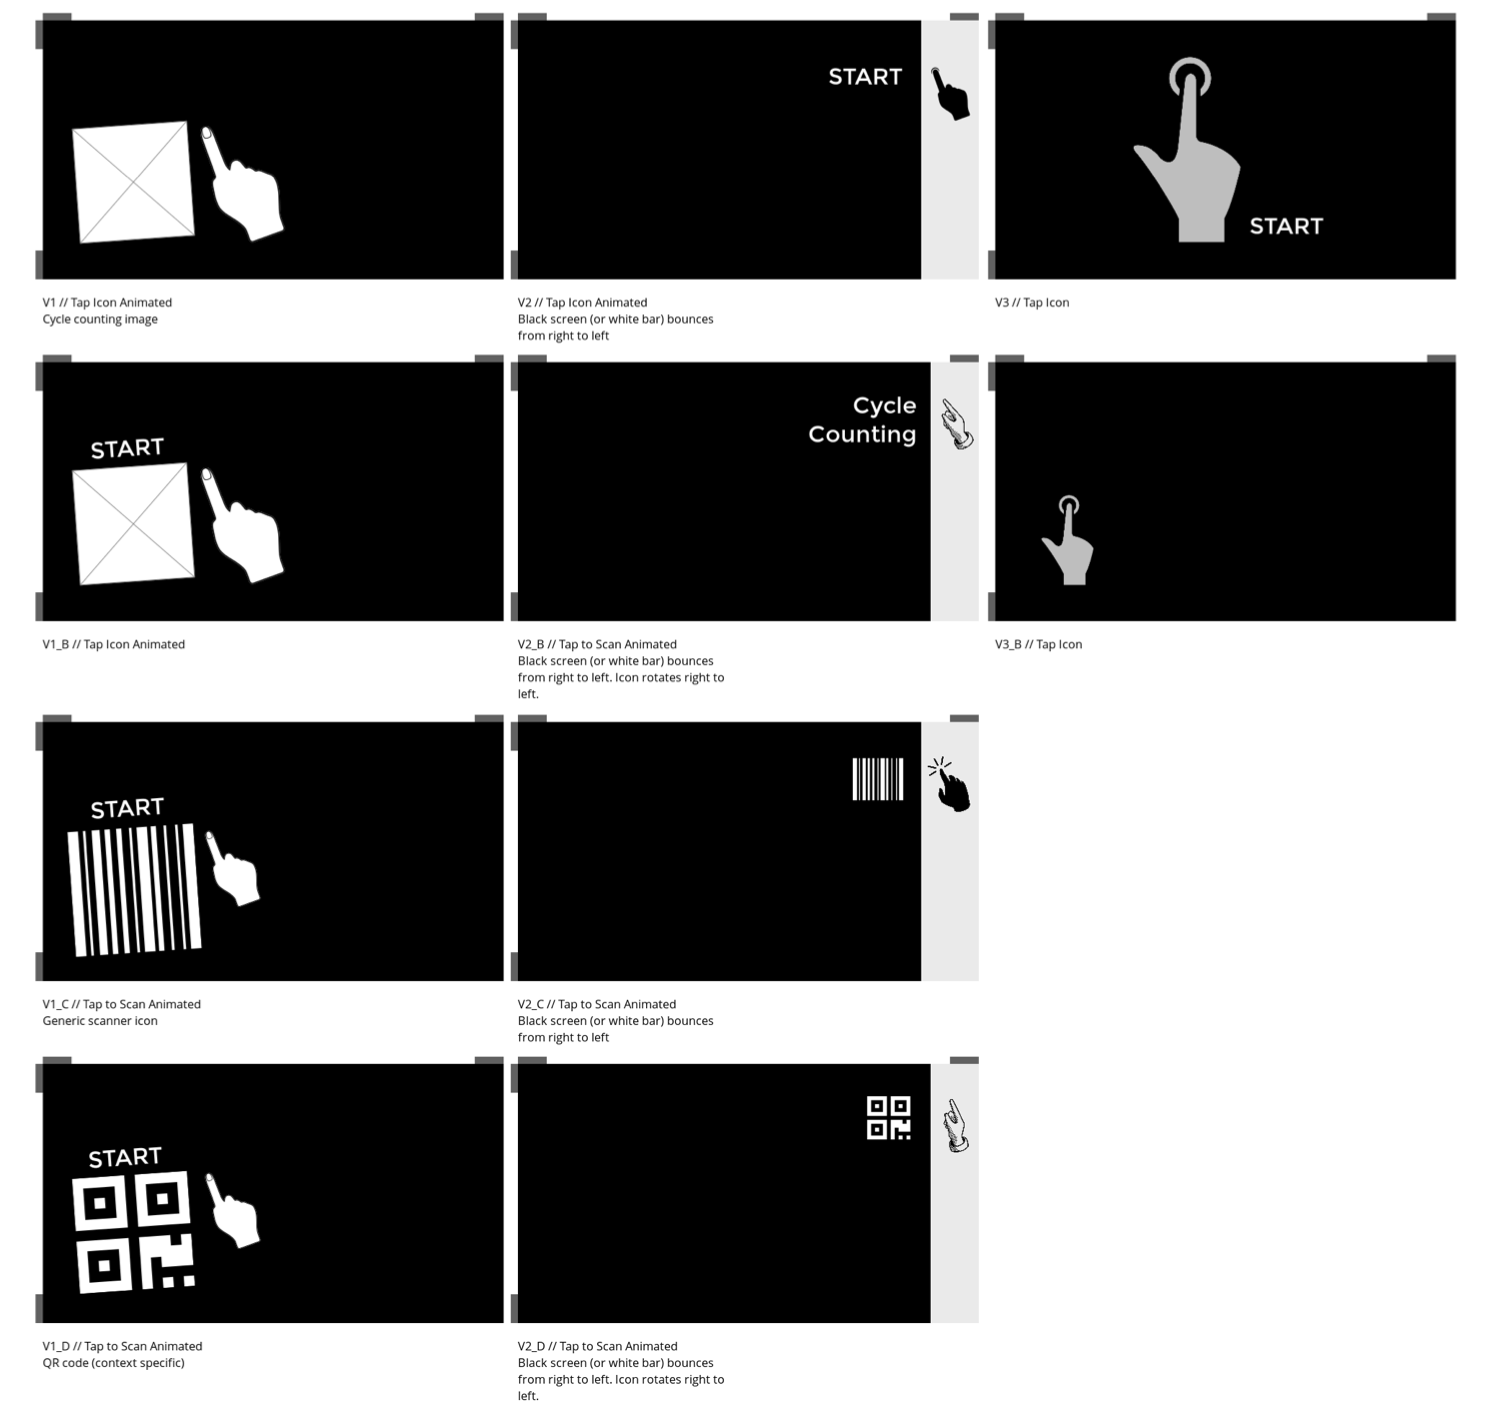 START
START
V1 // Tap Icon Animated
Cycle counting image
V2 // Tap Icon Animated
Black screen (or white bar) bounces
from right to left
V3 // Tap Icon
START
Cycle
Counting
V1_B // Tap Icon Animated
V2_B // Tap to Scan Animated
Black screen (or white bar) bounces
from right to left. Icon rotates right to
left.
V3_B // Tap Icon
START
V1_C // Tap to Scan Animated
Generic scanner icon
V2_C // Tap to Scan Animated
Black screen (or white bar) bounces
from right to left
START
V1_D // Tap to Scan Animated
QR code (context specific)
V2_D // Tap to Scan Animated
Black screen (or white bar) bounces
from right to left. Icon rotates right to
left.